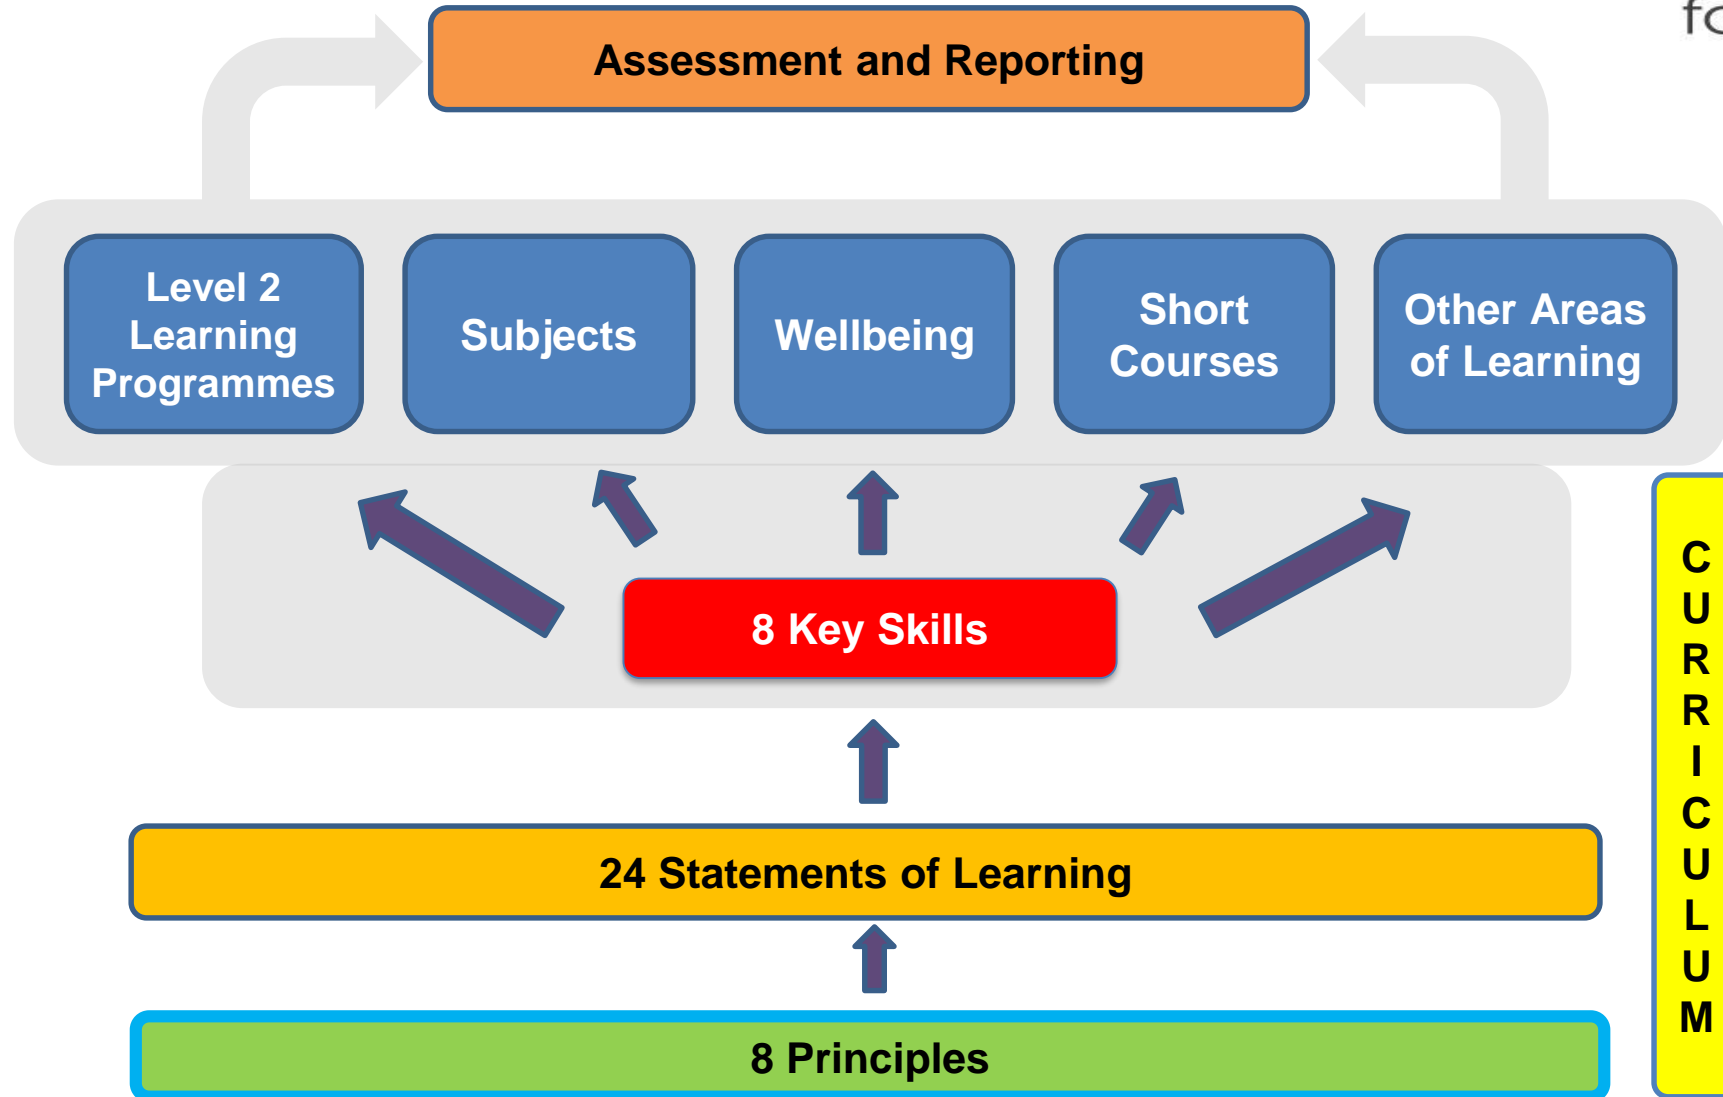 fo
Assessment and Reporting
Level 2
Learning
Programmes
Subjects
Wellbeing
Short
Courses
Other Areas
of Learning
8 Key Skills
24 Statements of Learning
8 Principles
C
U
R
R
I
C
U
L
U
M